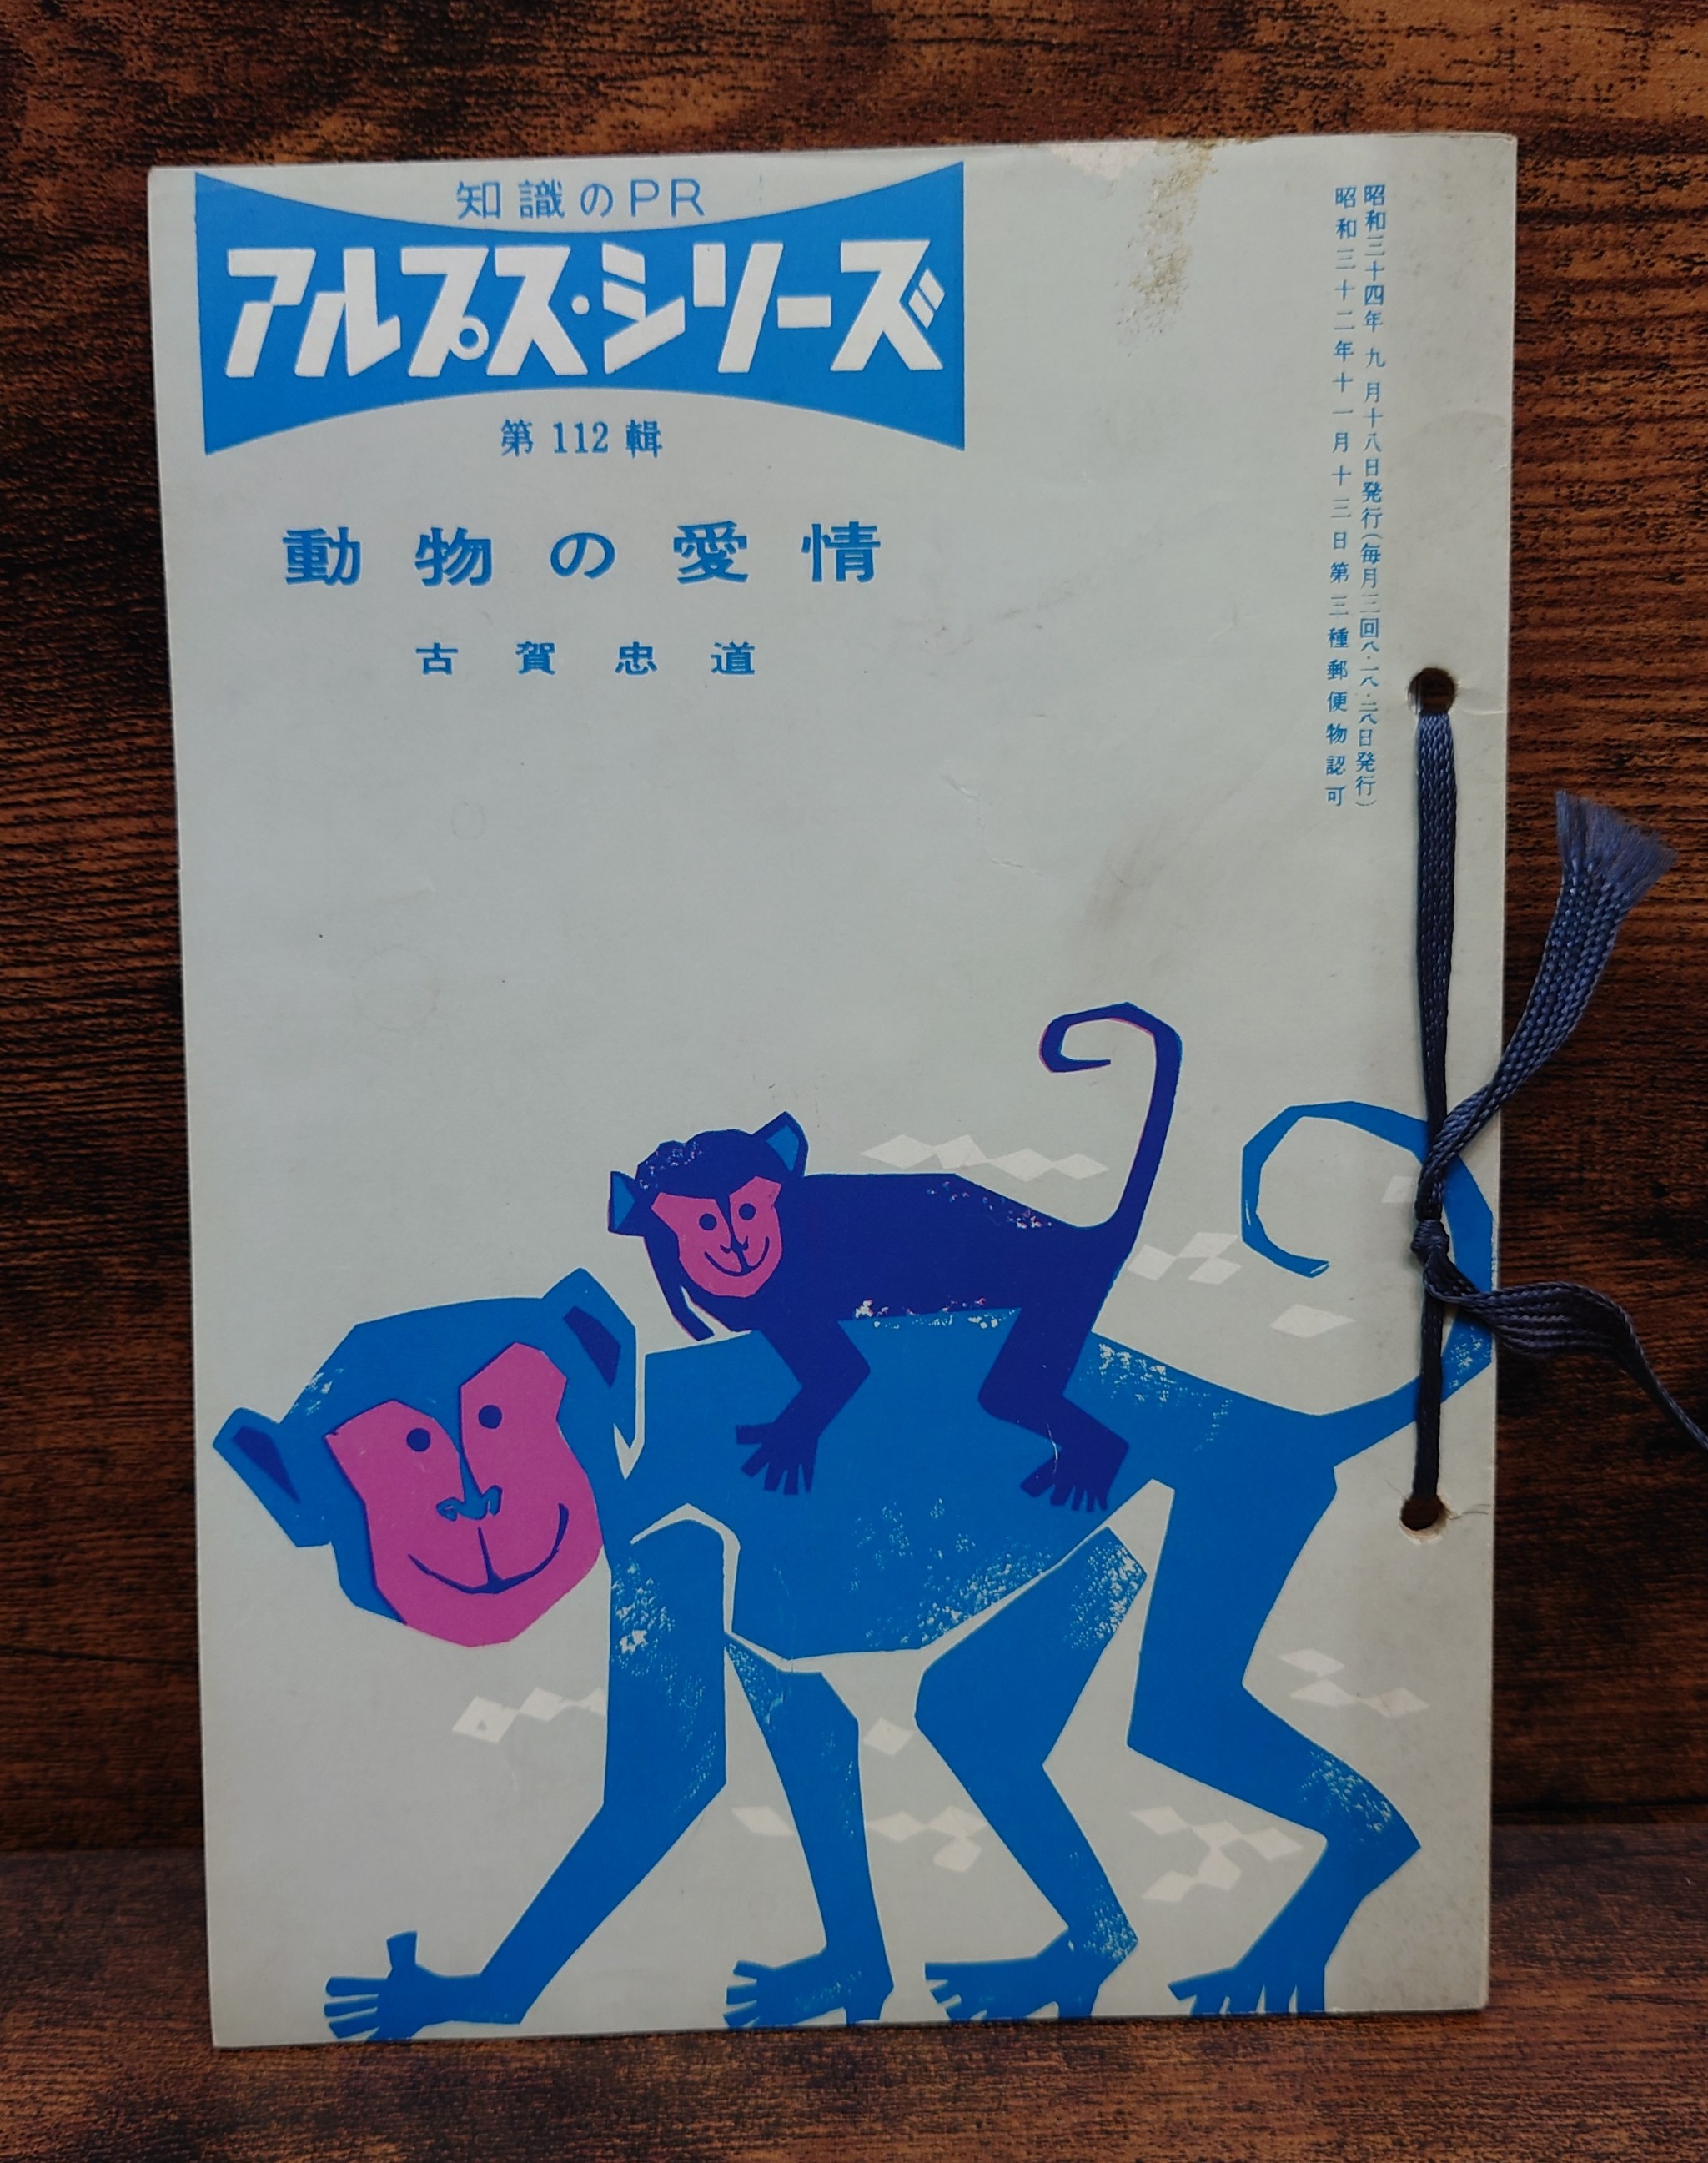 知識のPR
アルプス・シリーズ
第112輯
動物の愛情
古賀忠道
昭和三十四年九月十八日発行(毎月三回八・一八・二八日発行)
昭和三十二年十一月十三日第三種郵便物認可